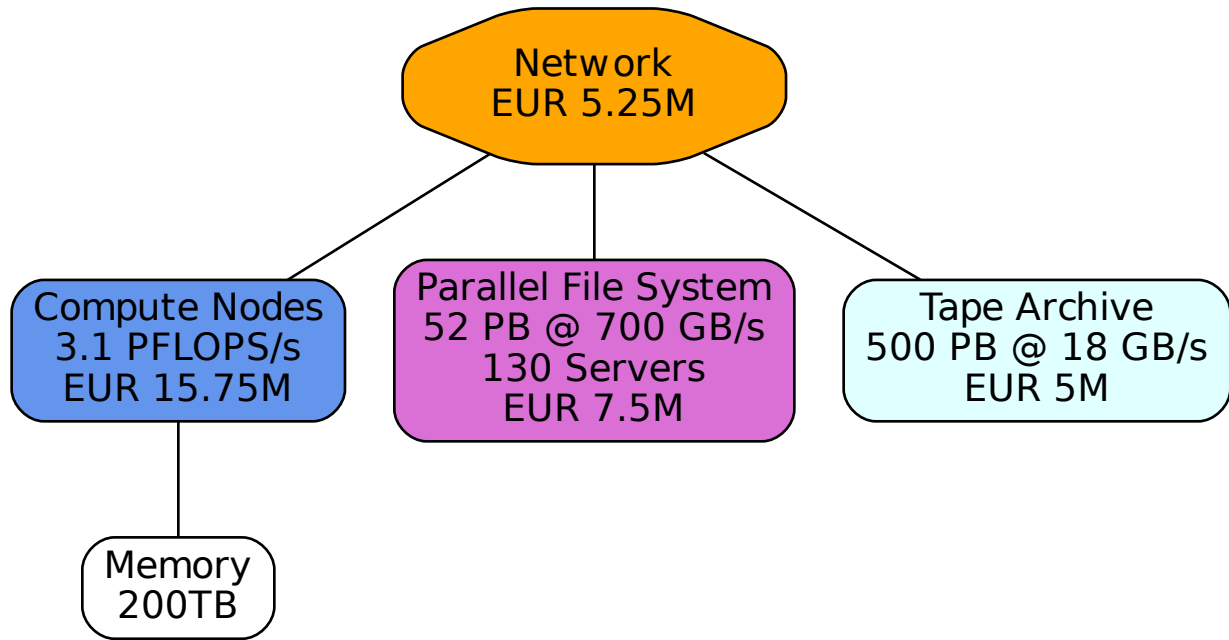 Network
EUR 5.25M
Compute Nodes
3.1 PFLOPS/s
EUR 15.75M
Parallel File System
52 PB @ 700 GB/s
130 Servers
EUR 7.5M
Tape Archive
500 PB @ 18 GB/s
EUR 5M
Memory
200TB